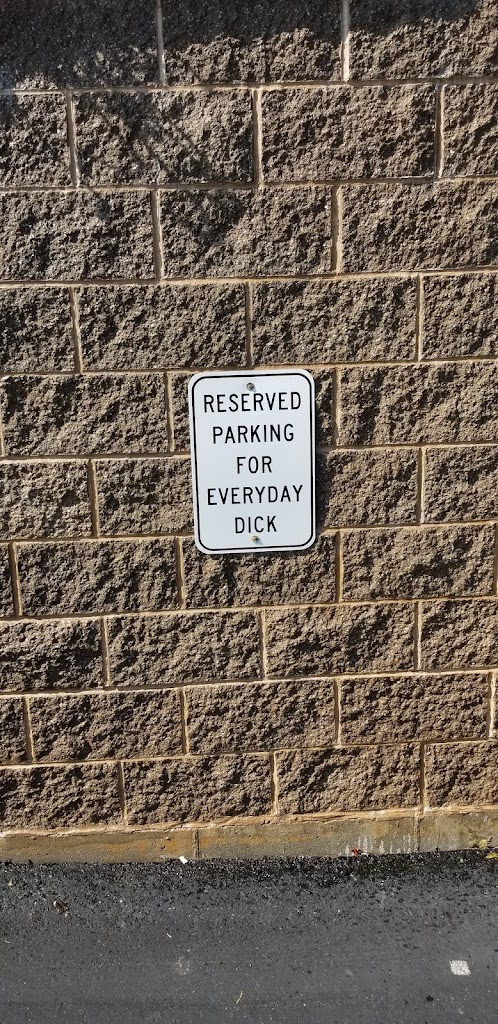 RESERVED
PARKING
FOR
EVERYDAY
DICK